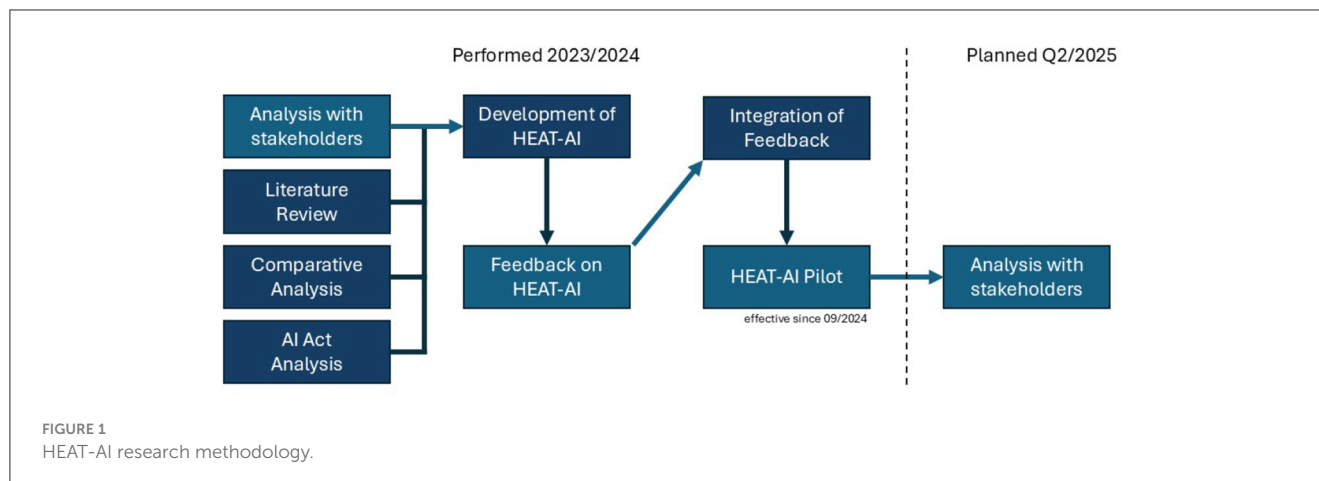 Performed 2023/2024
Planned Q2/2025
Analysis with
stakeholders
Literature
Review
Comparative
Analysis
AI Act
Analysis
Development of
HEAT-AI
Feedback on
HEAT-AI
Integration of
Feedback
HEAT-AI Pilot
effective since 09/2024
Analysis with
stakeholders
FIGURE 1
HEAT-AI research methodology.